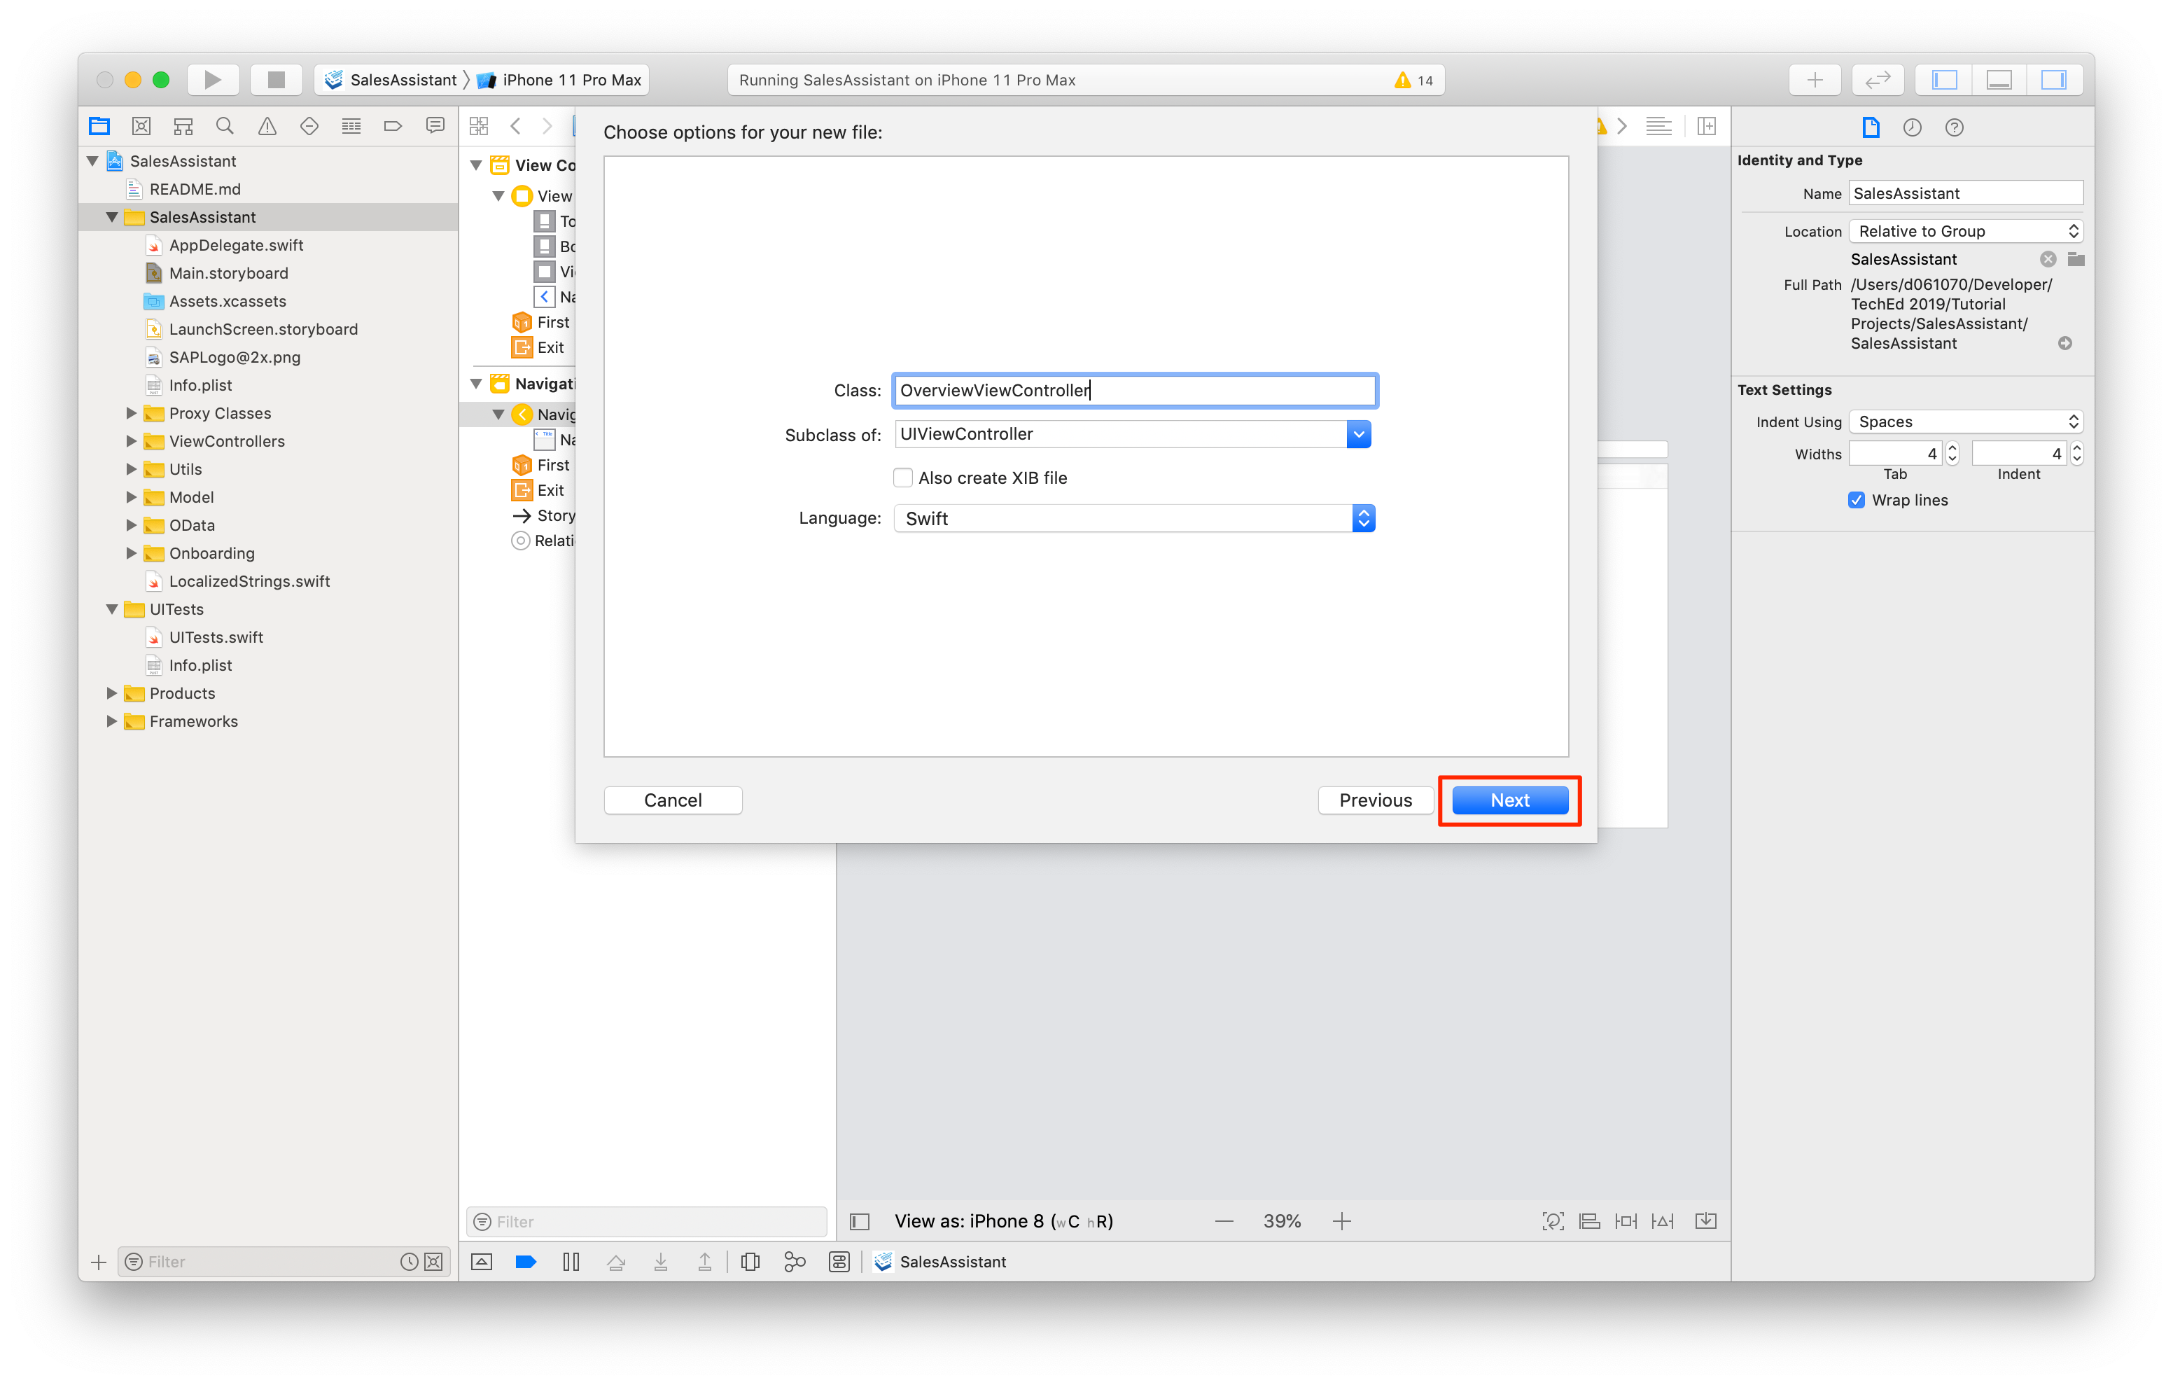 SalesAssistant 〉 iPhone 11 Pro Max
Running SalesAssistant on iPhone 11 Pro Max
14
SalesAssistant
README.md
SalesAssistant
AppDelegate.swift
Main.storyboard
Assets.xcassets
LaunchScreen.storyboard
SAPLogo@2x.png
Info.plist
Proxy Classes
ViewControllers
Utils
Model
OData
Onboarding
LocalizedStrings.swift
UITests
UITests.swift
Info.plist
Products
Frameworks
Filter
View Co
View
To
Bo
Vi
Na
First
Exit
Navigati
Navig
Na
First
Exit
Story
Relati
Filter
Choose options for your new file:
Class: OverviewViewController
Subclass of: UIViewController
Also create XIB file
Language: Swift
Cancel
Previous
Next
View as: iPhone 8 (wC hR)
39%
SalesAssistant
Identity and Type
Name SalesAssistant
Location Relative to Group
SalesAssistant
Full Path /Users/d061070/Developer/
TechEd 2019/Tutorial
Projects/SalesAssistant/
SalesAssistant
Text Settings
Indent Using Spaces
Widths 4 4
Tab Indent
Wrap lines